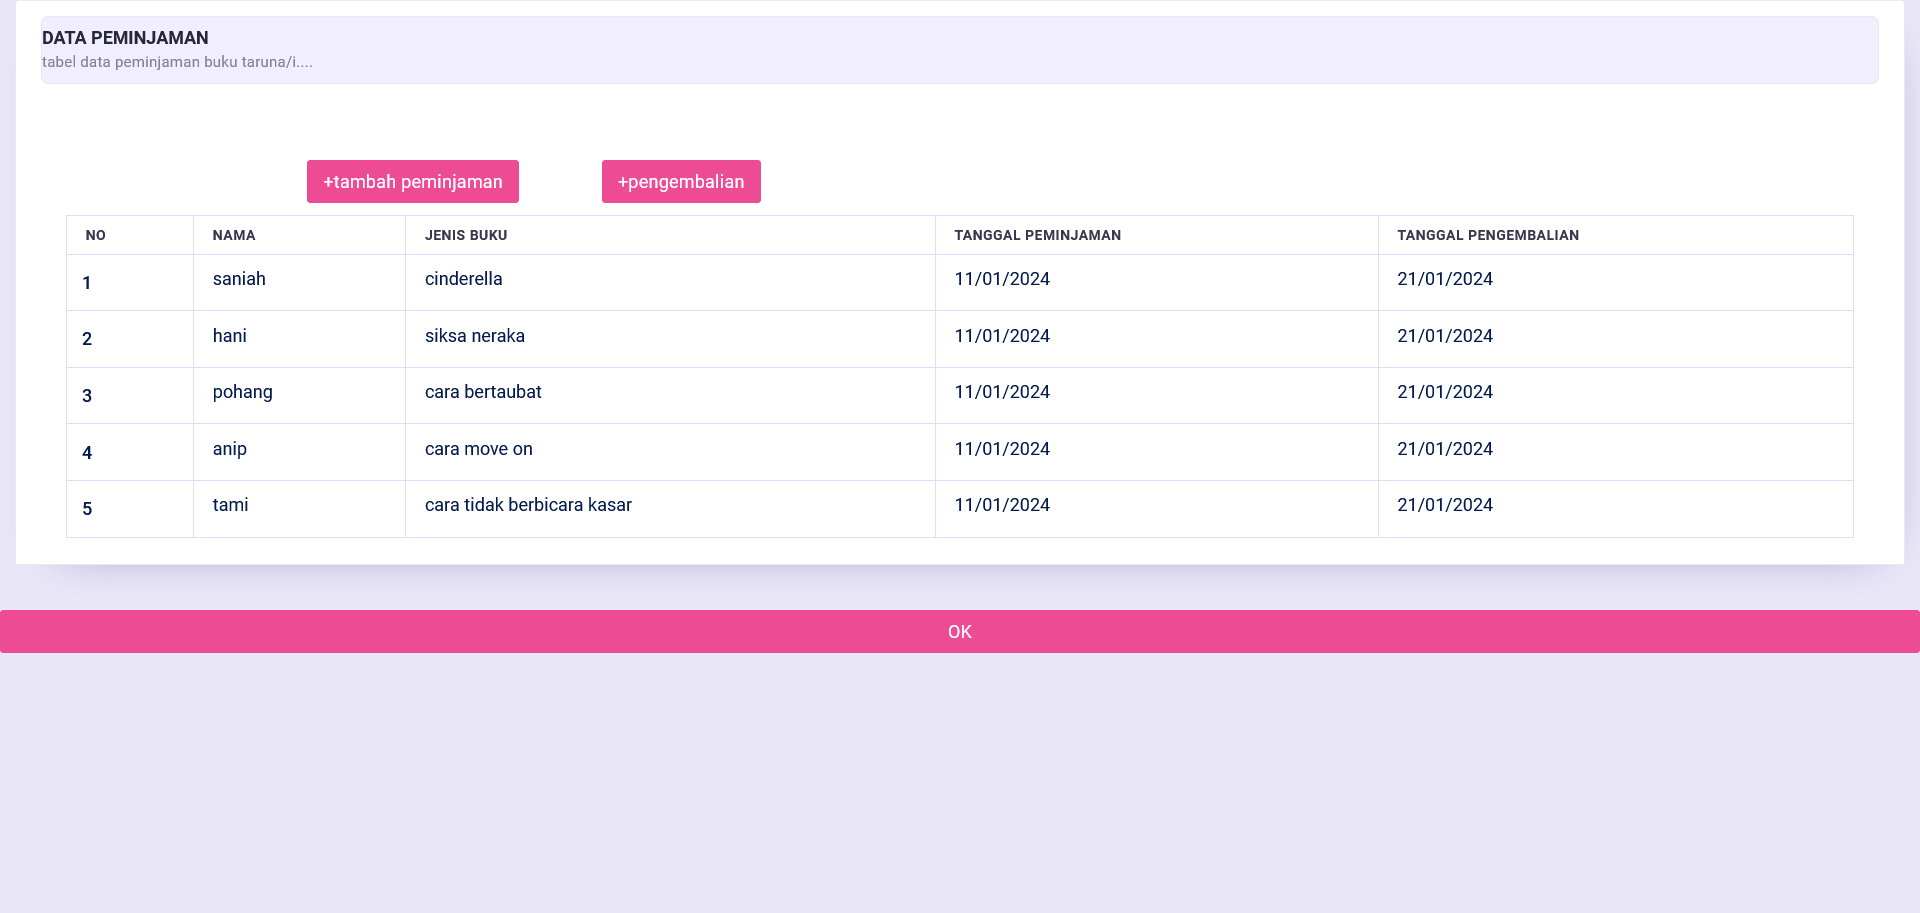 DATA PEMINJAMAN
tabel data peminjaman buku taruna/i....
+tambah peminjaman +pengembalian
NO NAMA JENIS BUKU TANGGAL PEMINJAMAN TANGGAL PENGEMBALIAN
1 saniah cinderella 11/01/2024 21/01/2024
2 hani siksa neraka 11/01/2024 21/01/2024
3 pohang cara bertaubat 11/01/2024 21/01/2024
4 anip cara move on 11/01/2024 21/01/2024
5 tami cara tidak berbicara kasar 11/01/2024 21/01/2024
OK